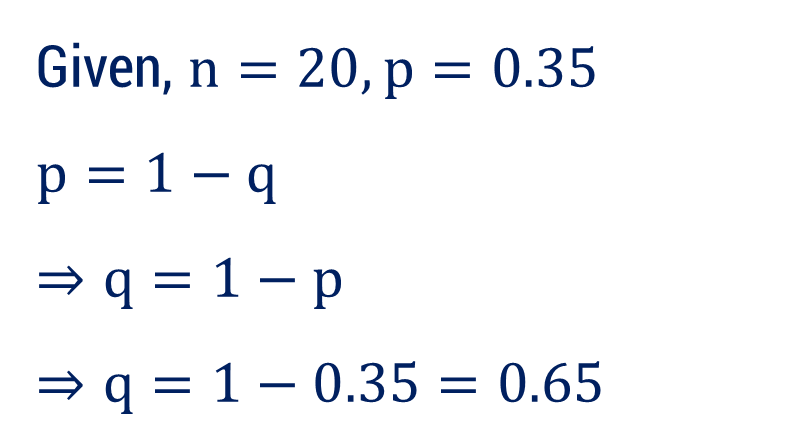 Given, n = 20, p = 0.35
p = 1 − q
⇒ q = 1 − p
⇒ q = 1 − 0.35 = 0.65